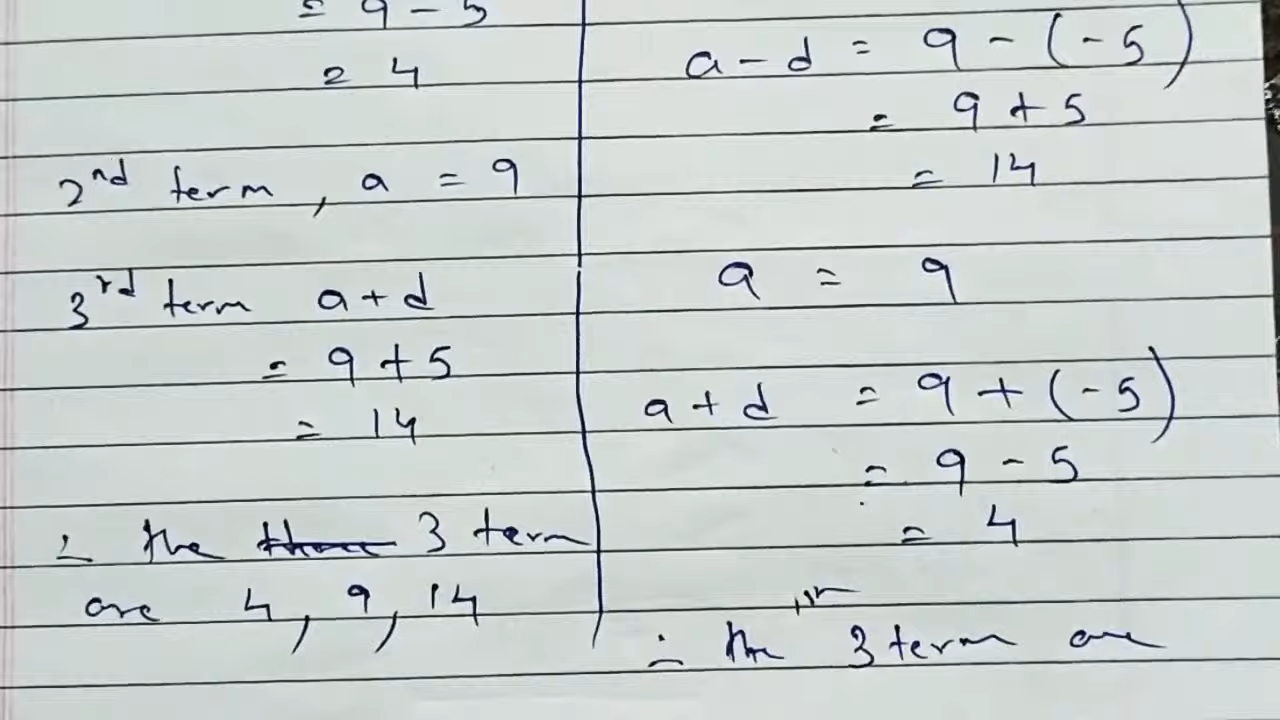 = 9 - 5
= 4
2nd term, a = 9
3rd term a + d
= 9 + 5
= 14
∴ the 3 term
are 4, 9, 14
a - d = 9 - (-5)
= 9 + 5
= 14
a = 9
a + d = 9 + (-5)
= 9 - 5
= 4
∴ the 3 term are